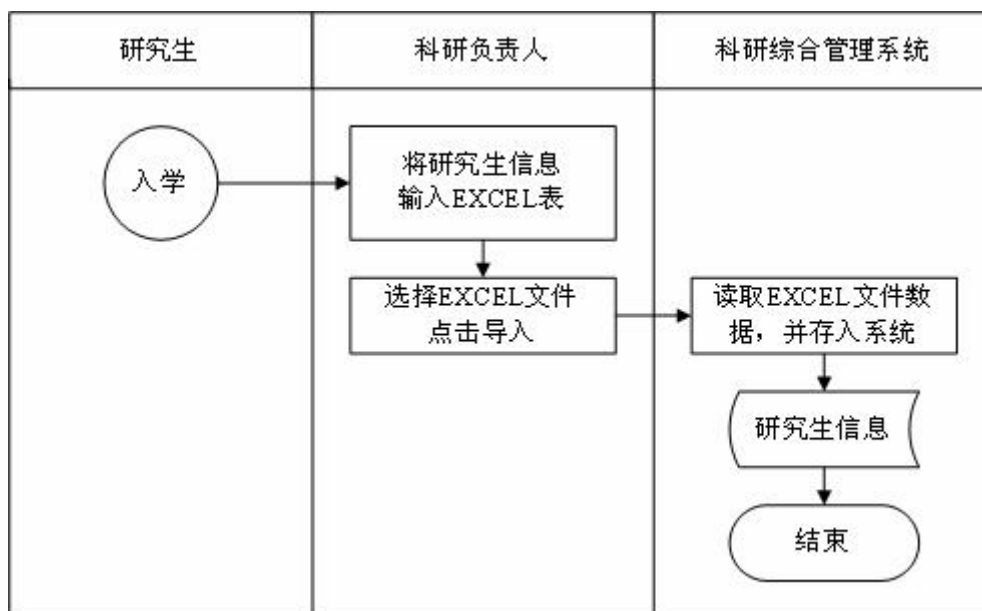 研究生
科研负责人
科研综合管理系统
入学
将研究生信息
输入EXCEL表
选择EXCEL文件
点击导入
读取EXCEL文件数
据，并存入系统
研究生信息
结束